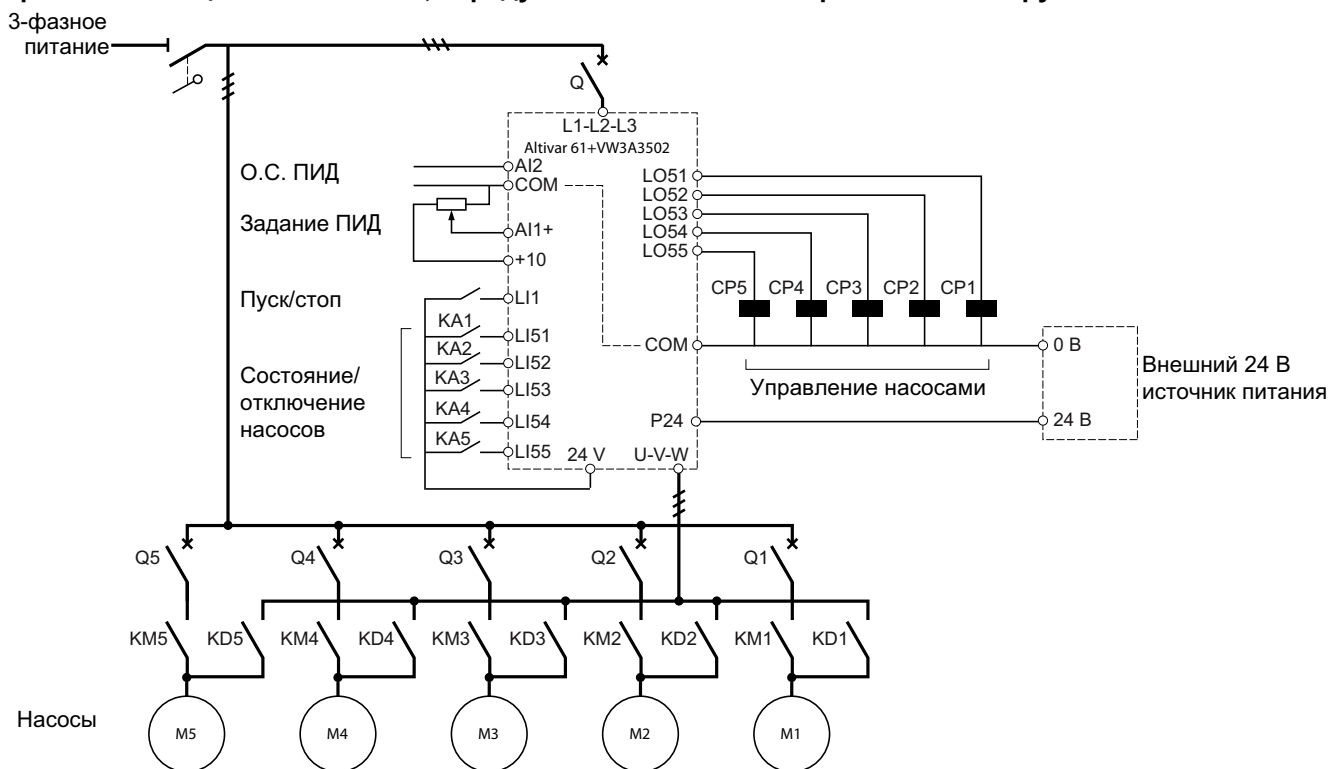 3-фазное
питание
Q
L1-L2-L3
Altivar 61+VW3A3502
О.С. ПИД
AI2
COM
Задание ПИД
AI1+
+10
Пуск/стоп
LI1
KA1
LI51
KA2
LI52
KA3
LI53
KA4
LI54
KA5
LI55
Состояние/
отключение
насосов
24 V
U-V-W
LO51
LO52
LO53
LO54
LO55
CP5
CP4
CP3
CP2
CP1
COM
P24
Управление насосами
0 В
24 В
Внешний 24 В
источник питания
Q5
Q4
Q3
Q2
Q1
KM5
KD5
KM4
KD4
KM3
KD3
KM2
KD2
KM1
KD1
Насосы
M5
M4
M3
M2
M1